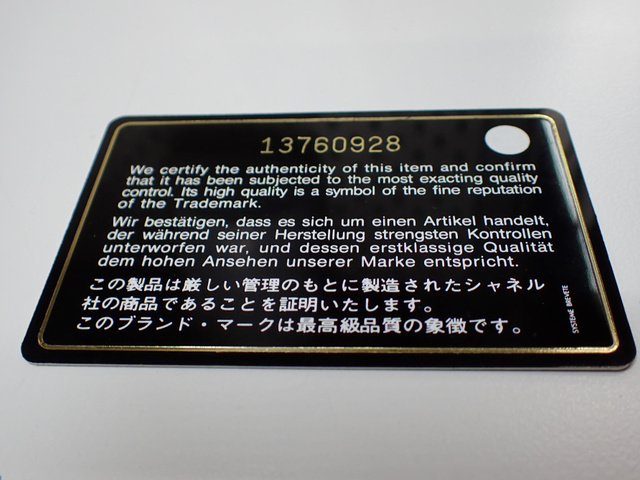 13760928
We certify the authenticity of this item and confirm
that it has been subjected to the most exacting quality
control. Its high quality is a symbol of the fine reputation
of the Trademark.
Wir bestätigen, dass es sich um einen Artikel handelt,
der während seiner Herstellung strengsten Kontrollen
unterworfen war, und dessen erstklassige Qualität
dem hohen Ansehen unserer Marke entspricht.
この製品は厳しい管理のもとに製造されたシャネル
社の商品であることを証明いたします。
このブランド・マークは最高級品質の象徴です。
SYSTEME BREVETE